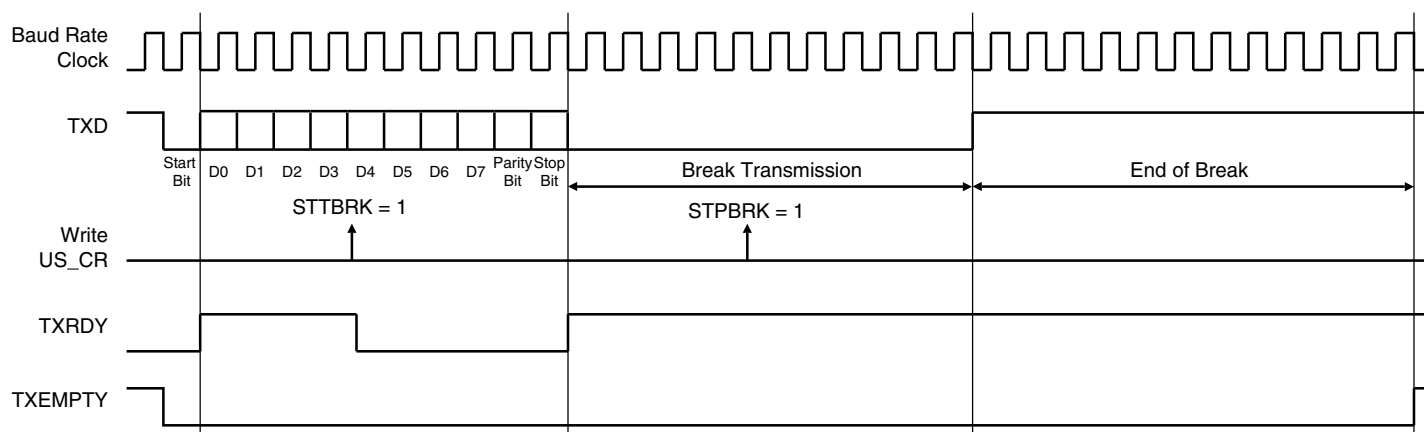 Baud Rate
Clock
TXD
Start
Bit
D0
D1
D2
D3
D4
D5
D6
D7
Parity
Bit
Stop
Bit
Break Transmission
End of Break
STTBRK = 1
STPBRK = 1
Write
US_CR
TXRDY
TXEMPTY